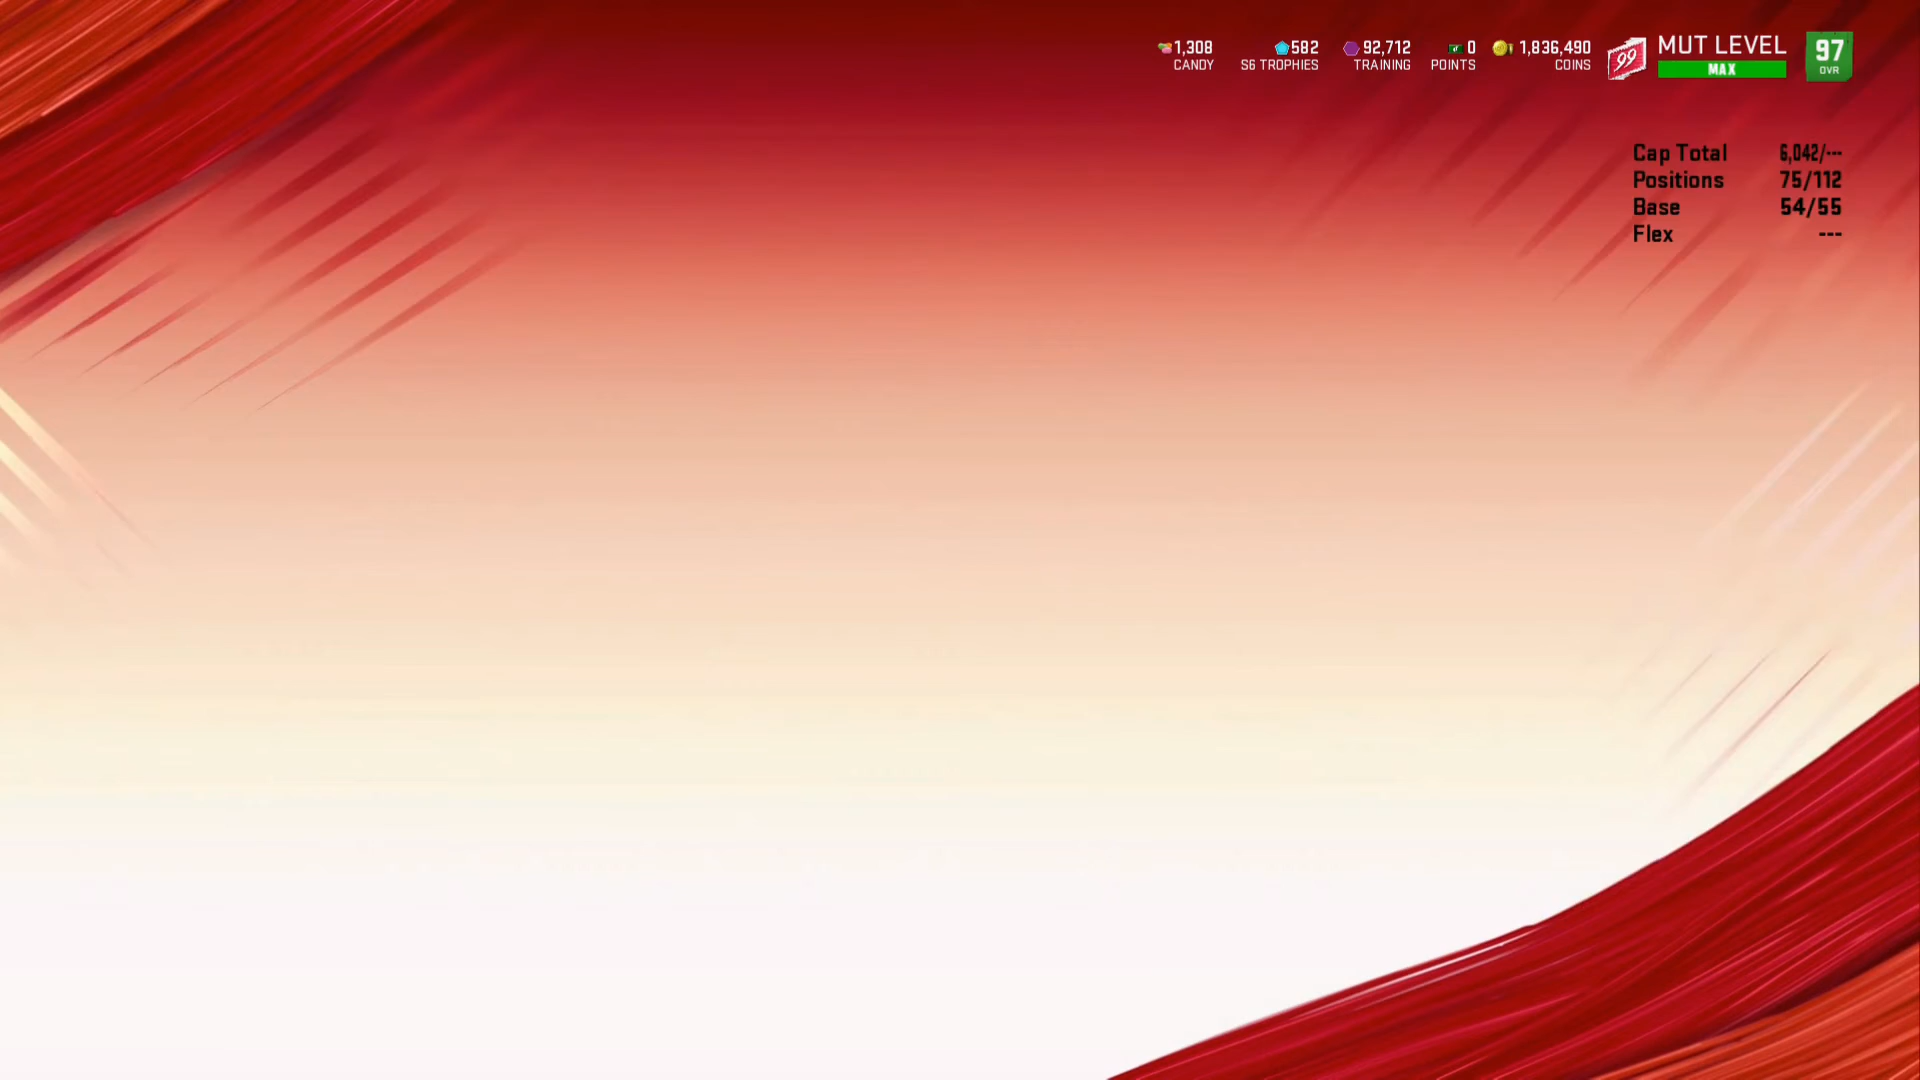 1,308 582 92,712 0 1,836,490 99 MUT LEVEL 97
CANDY S6 TROPHIES TRAINING POINTS COINS MAX OVR
Cap Total 6,042/---
Positions 75/112
Base 54/55
Flex ---